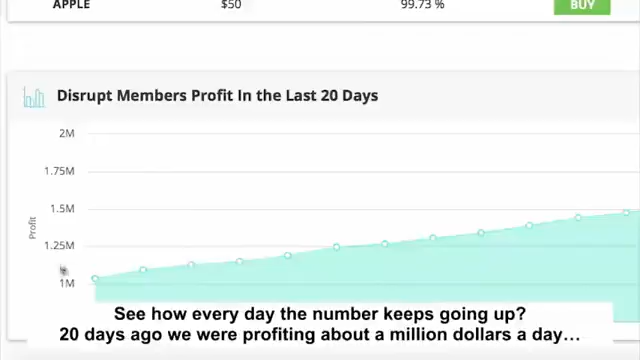 APPLE $50 99.73 % BUY
Disrupt Members Profit In the Last 20 Days
2M
1.75M
1.5M
Profit
1.25M
1M
See how every day the number keeps going up?
20 days ago we were profiting about a million dollars a day...